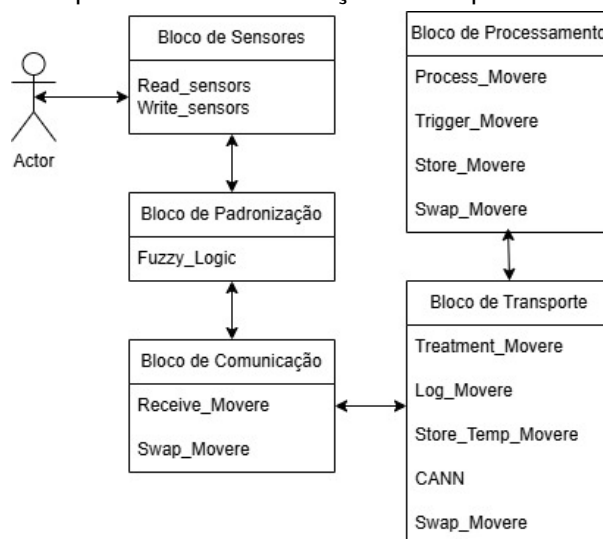 Actor
Bloco de Sensores
Read_sensors
Write_sensors
Bloco de Padronização
Fuzzy_Logic
Bloco de Comunicação
Receive_Movere
Swap_Movere
Bloco de Processamento
Process_Movere
Trigger_Movere
Store_Movere
Swap_Movere
Bloco de Transporte
Treatment_Movere
Log_Movere
Store_Temp_Movere
CANN
Swap_Movere